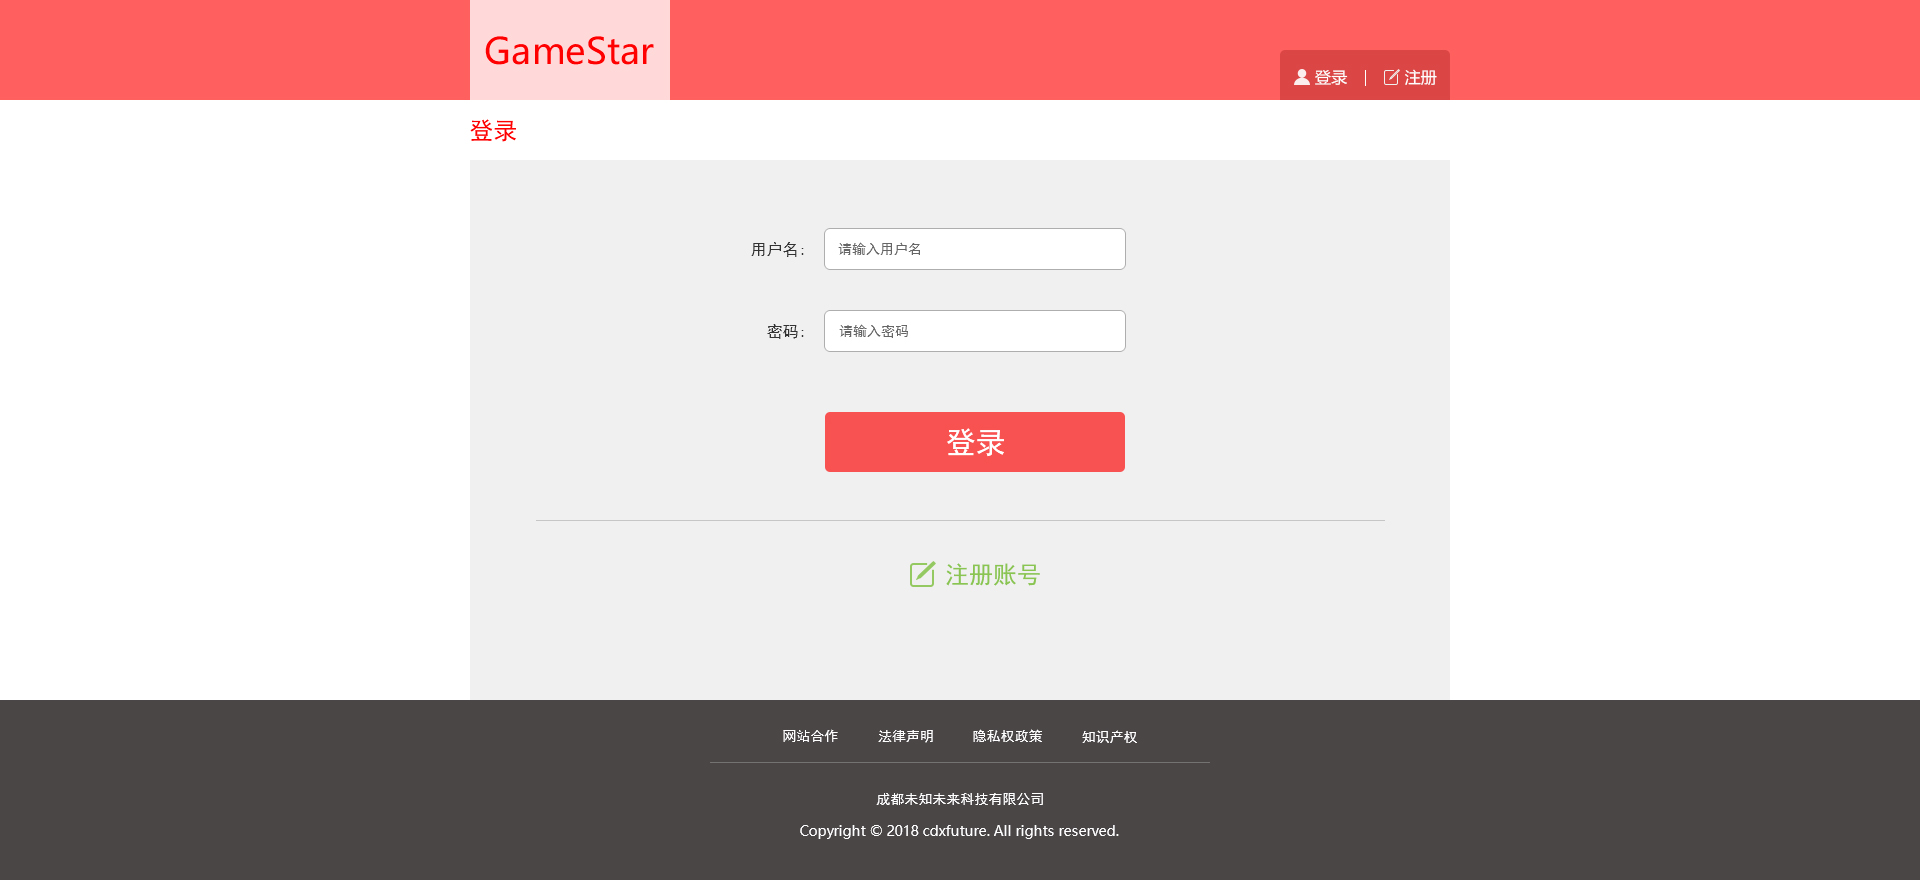 GameStar
登录 | 注册
登录
用户名： 请输入用户名
密码： 请输入密码
登录
注册账号
网站合作 法律声明 隐私权政策 知识产权
成都未知未来科技有限公司
Copyright © 2018 cdxfuture. All rights reserved.